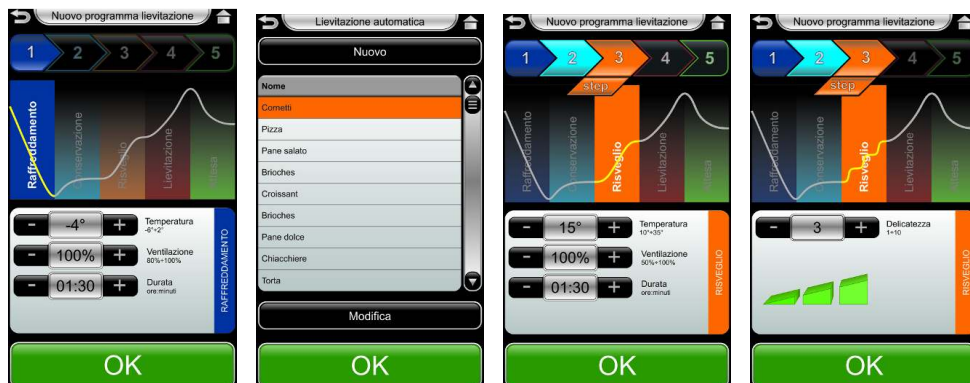 Nuovo programma lievitazione
1 2 3 4 5
Raffreddamento
Conservazione
Risveglio
Lievitazione
Attesa
- -4° + Temperatura
-6°÷2°
- 100% + Ventilazione
80%÷100%
- 01:30 + Durata
ore:minuti
RAFFREDDAMENTO
OK
Lievitazione automatica
Nuovo
Nome
Cornetti
Pizza
Pane salato
Brioches
Croissant
Brioches
Pane dolce
Chiacchiere
Torta
Modifica
OK
Nuovo programma lievitazione
1 2 3 4 5
step
Raffreddamento
Conservazione
Risveglio
Lievitazione
Attesa
- 15° + Temperatura
10°÷35°
- 100% + Ventilazione
50%÷100%
- 01:30 + Durata
ore:minuti
RISVEGLIO
OK
Nuovo programma lievitazione
1 2 3 4 5
step
Raffreddamento
Conservazione
Risveglio
Lievitazione
Attesa
- 3 + Delicatezza
1÷10
RISVEGLIO
OK